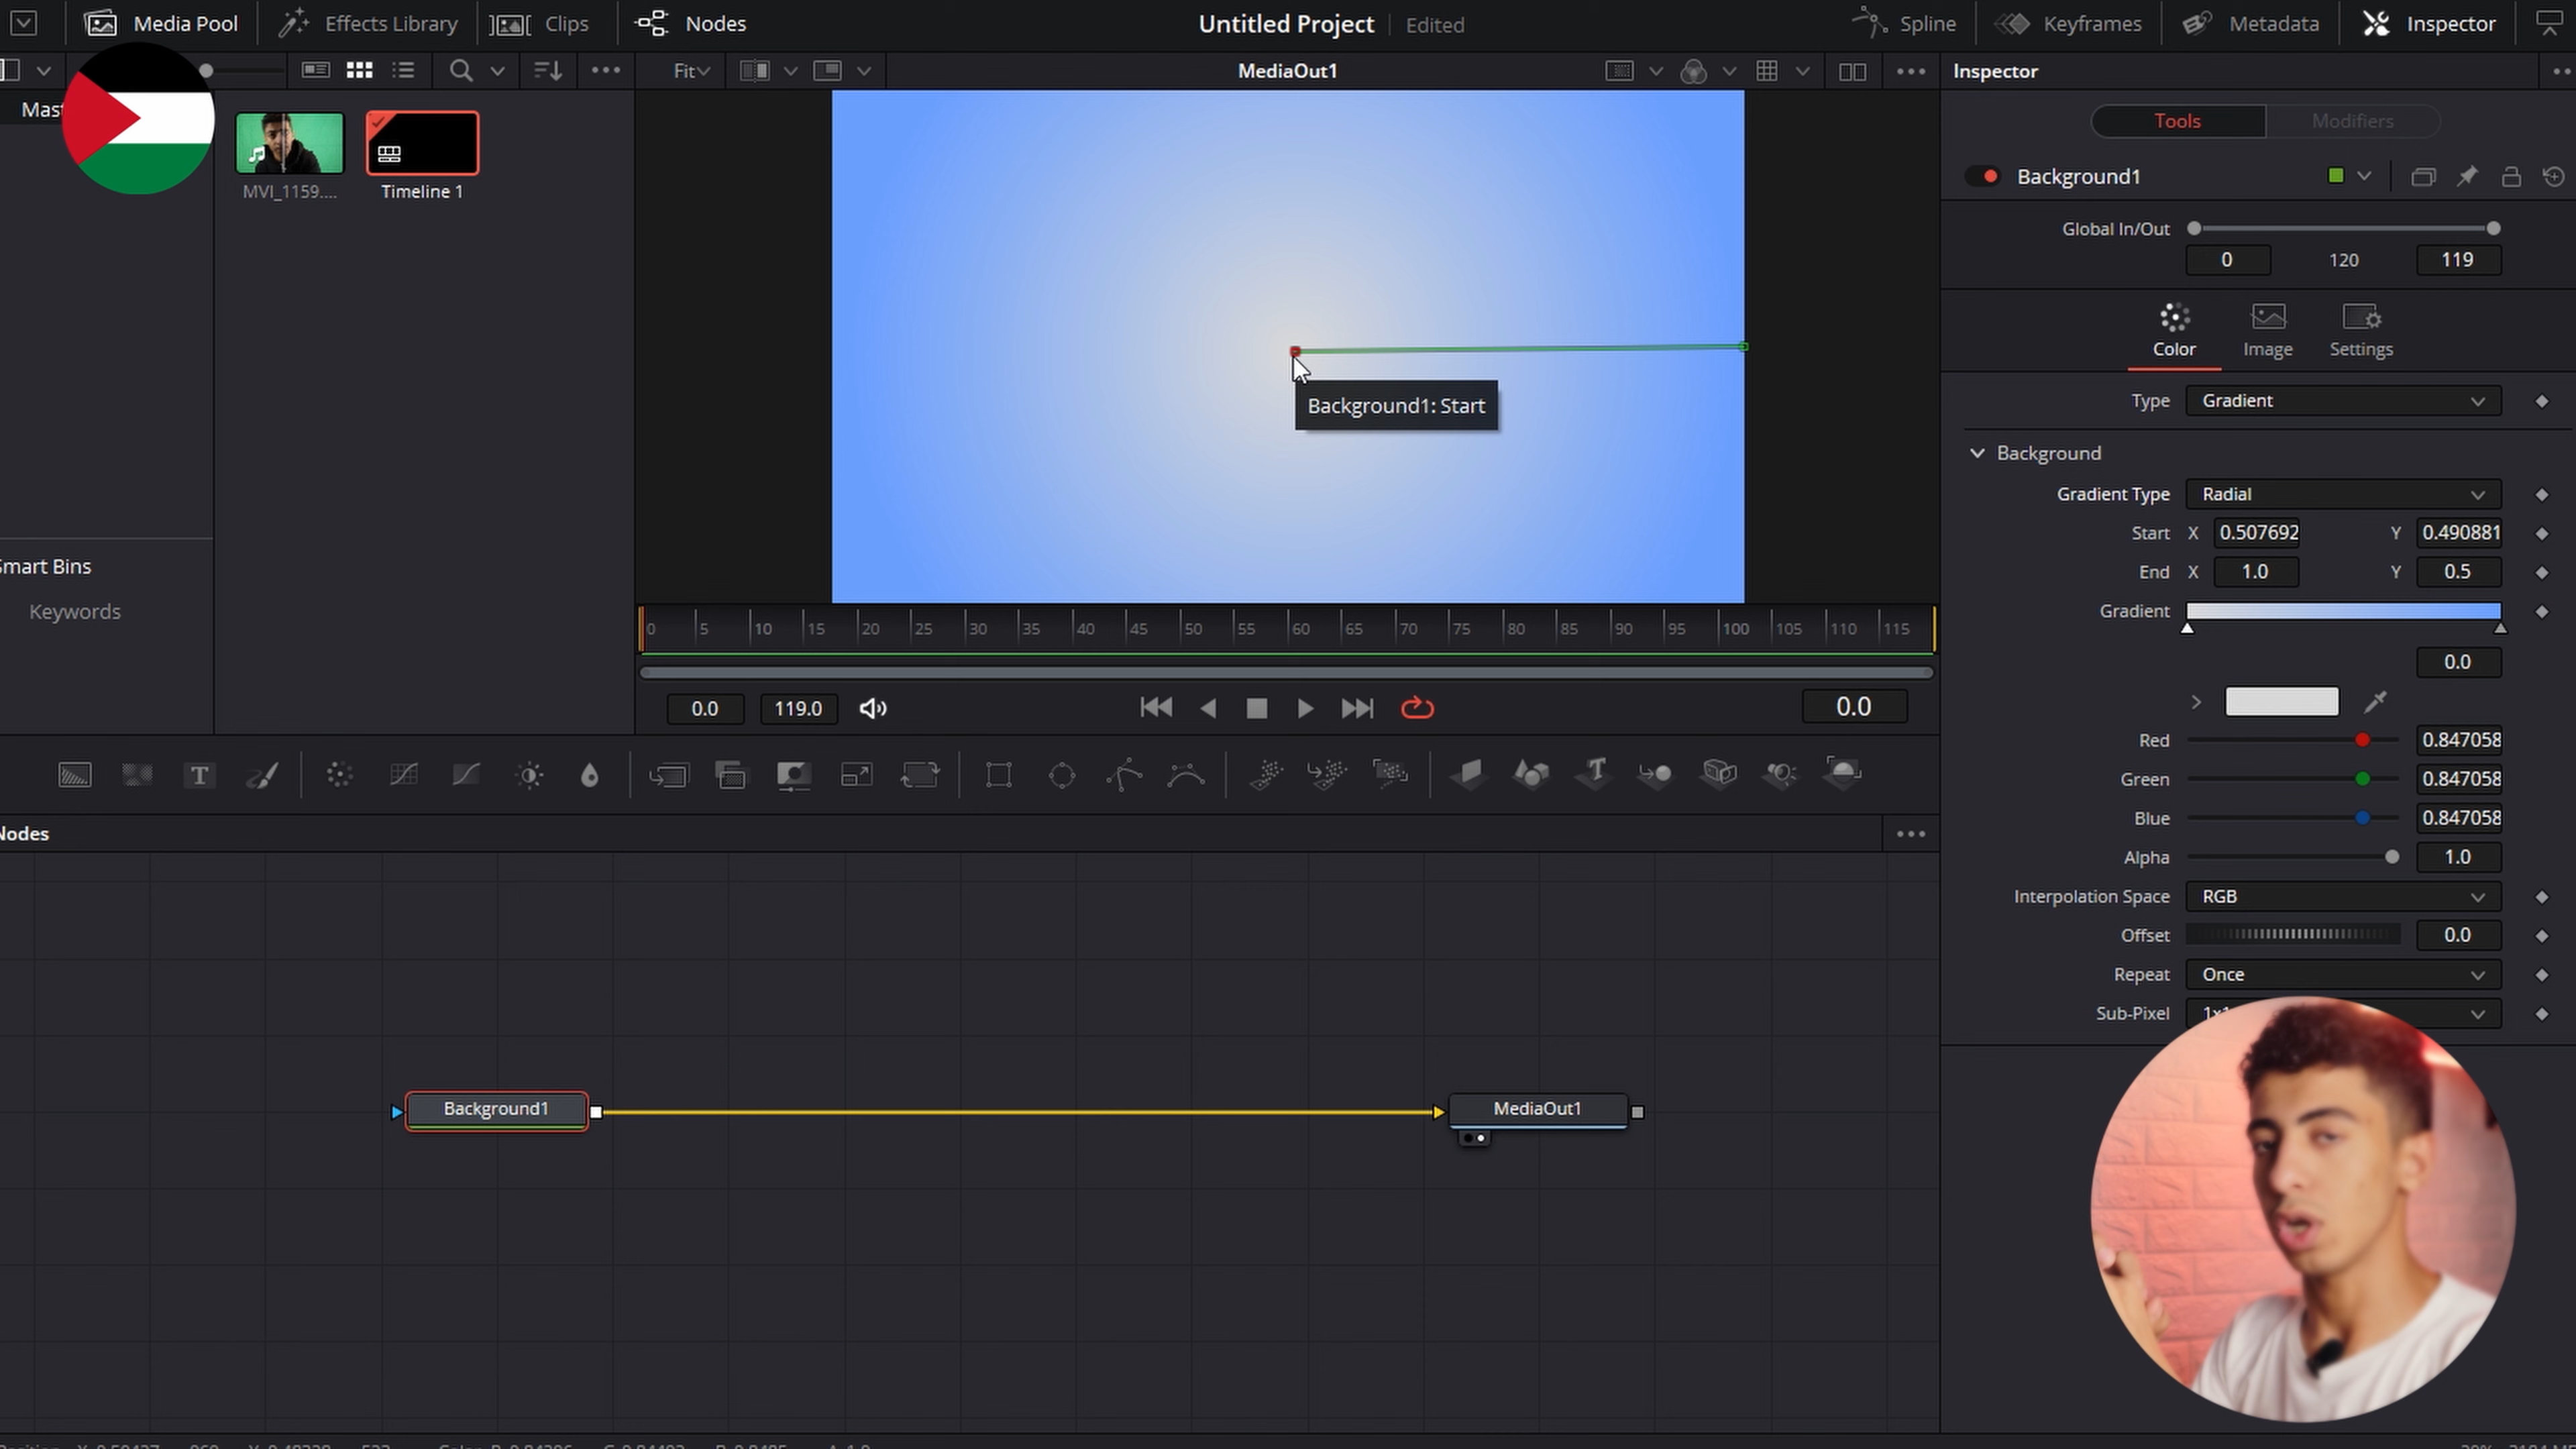 Media Pool
Effects Library
Clips
Nodes
Untitled Project
Edited
Spline
Keyframes
Metadata
Inspector
Fit
MediaOut1
Inspector
MVI_1159....
Timeline 1
Smart Bins
Keywords
Background1: Start
0 5 10 15 20 25 30 35 40 45 50 55 60 65 70 75 80 85 90 95 100 105 110 115
0.0
119.0
0.0
Tools
Modifiers
Background1
Global In/Out
0
120
119
Color
Image
Settings
Type
Gradient
Background
Gradient Type
Radial
Start X 0.507692 Y 0.490881
End X 1.0 Y 0.5
Gradient
0.0
Red 0.847058
Green 0.847058
Blue 0.847058
Alpha 1.0
Interpolation Space RGB
Offset 0.0
Repeat Once
Sub-Pixel
Nodes
Background1
MediaOut1